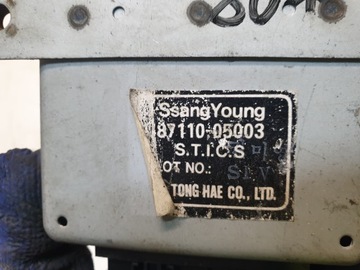 SsangYoung
87110-05003
S.T.I.C.S
OT NO.:
TONG HAE CO., LTD.